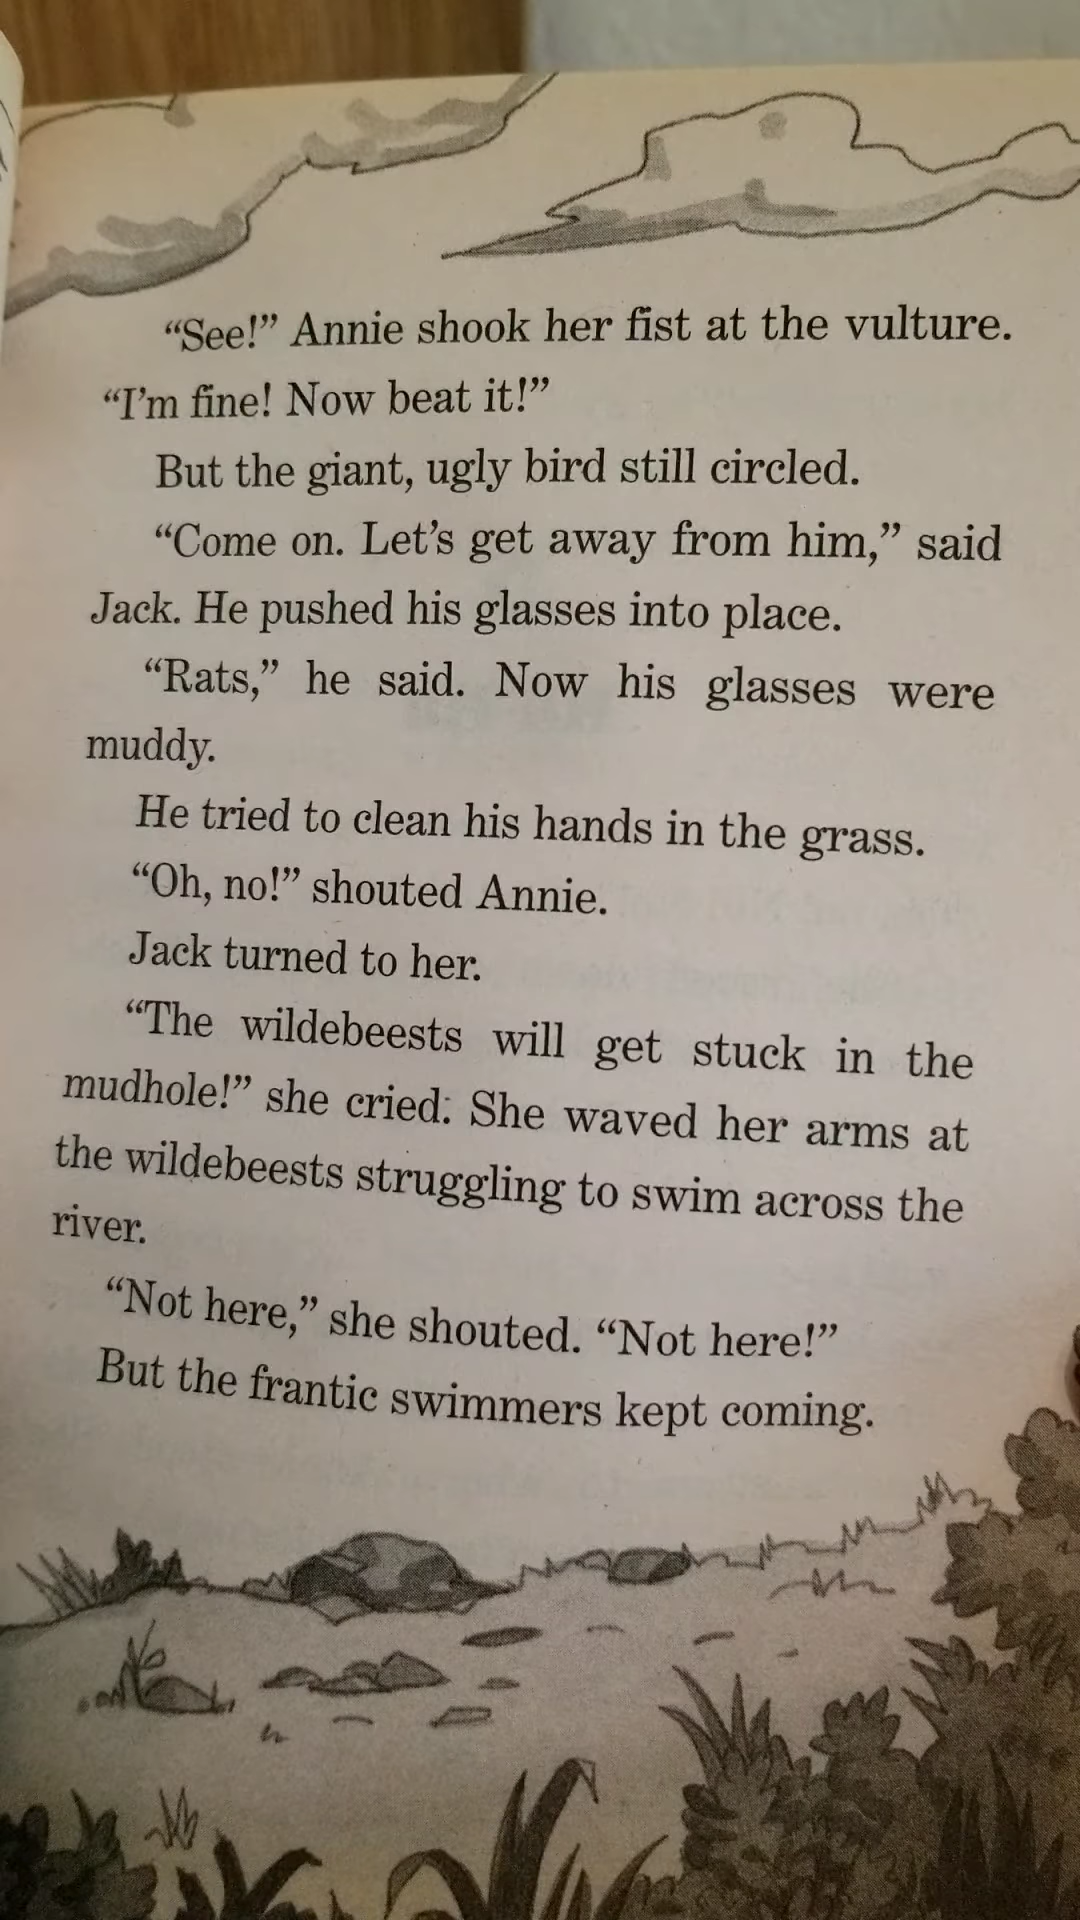 “See!” Annie shook her fist at the vulture.
“I’m fine! Now beat it!”
But the giant, ugly bird still circled.
“Come on. Let’s get away from him,” said
Jack. He pushed his glasses into place.
“Rats,” he said. Now his glasses were
muddy.
He tried to clean his hands in the grass.
“Oh, no!” shouted Annie.
Jack turned to her.
“The wildebeests will get stuck in the
mudhole!” she cried. She waved her arms at
the wildebeests struggling to swim across the
river.
“Not here,” she shouted. “Not here!”
But the frantic swimmers kept coming.